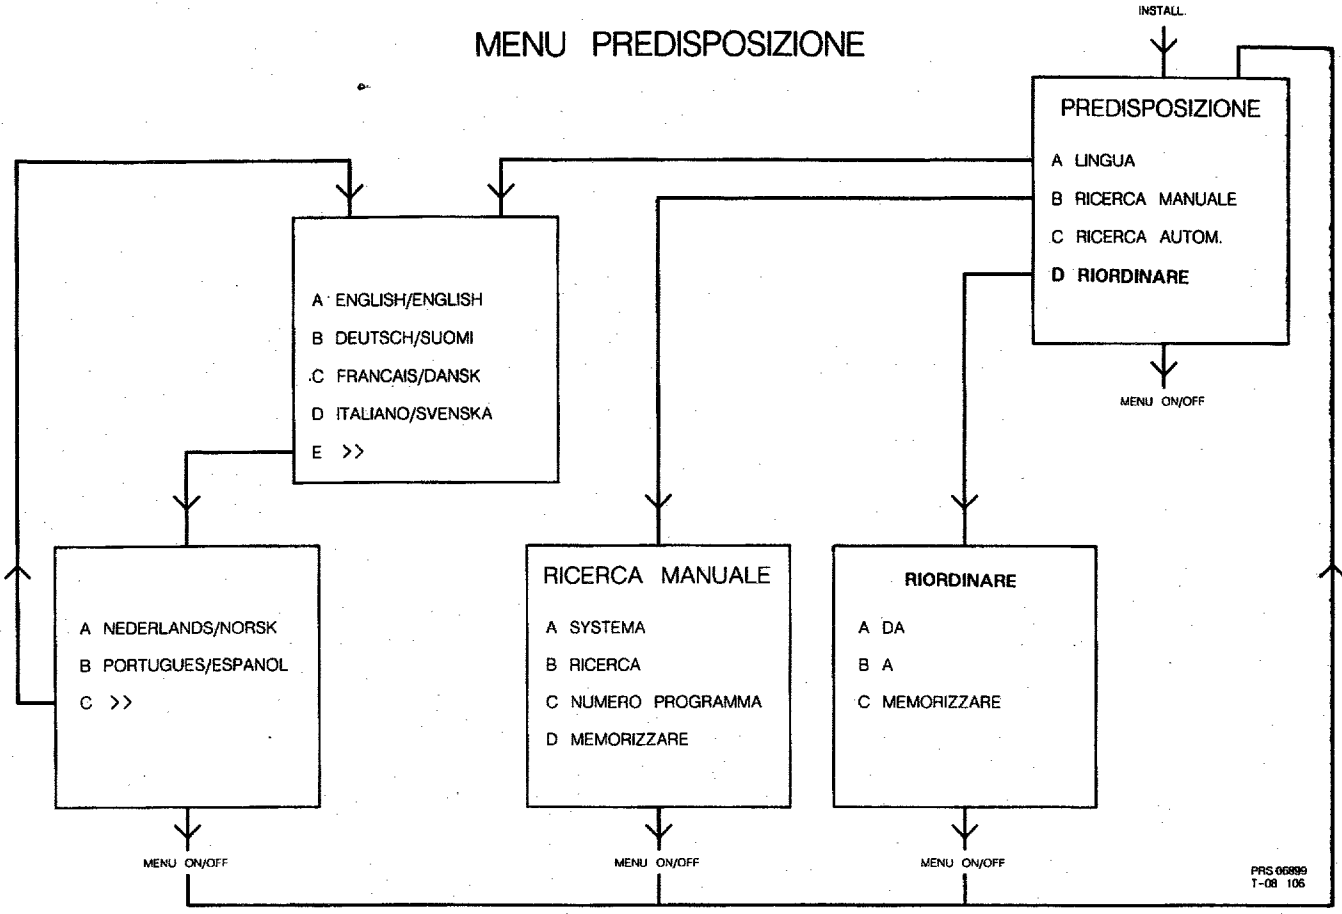 INSTALL.
MENU PREDISPOSIZIONE
PREDISPOSIZIONE
A LINGUA
B RICERCA MANUALE
C RICERCA AUTOM.
D RIORDINARE
MENU ON/OFF
A ENGLISH/ENGLISH
B DEUTSCH/SUOMI
C FRANCAIS/DANSK
D ITALIANO/SVENSKA
E >>
A NEDERLANDS/NORSK
B PORTUGUES/ESPANOL
C >>
MENU ON/OFF
RICERCA MANUALE
A SYSTEMA
B RICERCA
C NUMERO PROGRAMMA
D MEMORIZZARE
MENU ON/OFF
RIORDINARE
A DA
B A
C MEMORIZZARE
MENU ON/OFF
PRS 06899
T-08 106